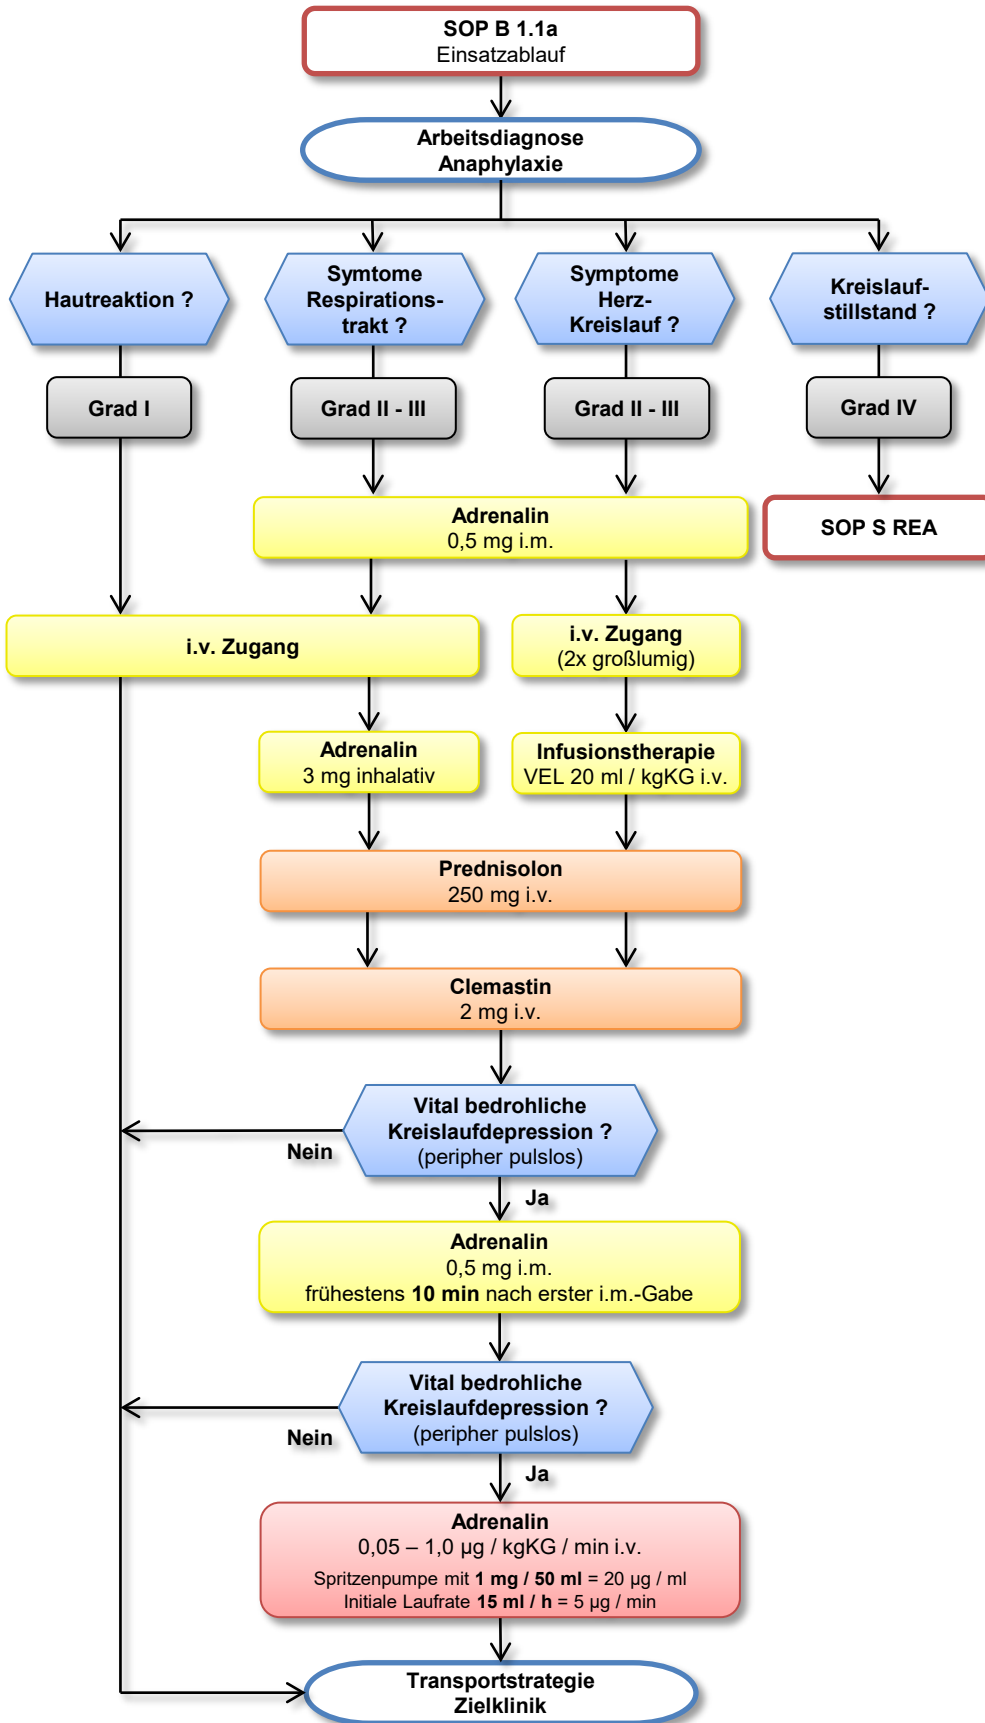 SOP B 1.1a
Einsatzablauf
Arbeitsdiagnose
Anaphylaxie
Hautreaktion ?
Symtome
Respirations-
trakt ?
Symptome
Herz-
Kreislauf ?
Kreislauf-
stillstand ?
Grad I
Grad II - III
Grad II - III
Grad IV
Adrenalin
0,5 mg i.m.
SOP S REA
i.v. Zugang
i.v. Zugang
(2x großlumig)
Adrenalin
3 mg inhalativ
Infusionstherapie
VEL 20 ml / kgKG i.v.
Prednisolon
250 mg i.v.
Clemastin
2 mg i.v.
Vital bedrohliche
Kreislaufdepression ?
(peripher pulslos)
Nein
Ja
Adrenalin
0,5 mg i.m.
frühestens 10 min nach erster i.m.-Gabe
Vital bedrohliche
Kreislaufdepression ?
(peripher pulslos)
Nein
Ja
Adrenalin
0,05 – 1,0 µg / kgKG / min i.v.
Spritzenpumpe mit 1 mg / 50 ml = 20 µg / ml
Initiale Laufrate 15 ml / h = 5 µg / min
Transportstrategie
Zielklinik